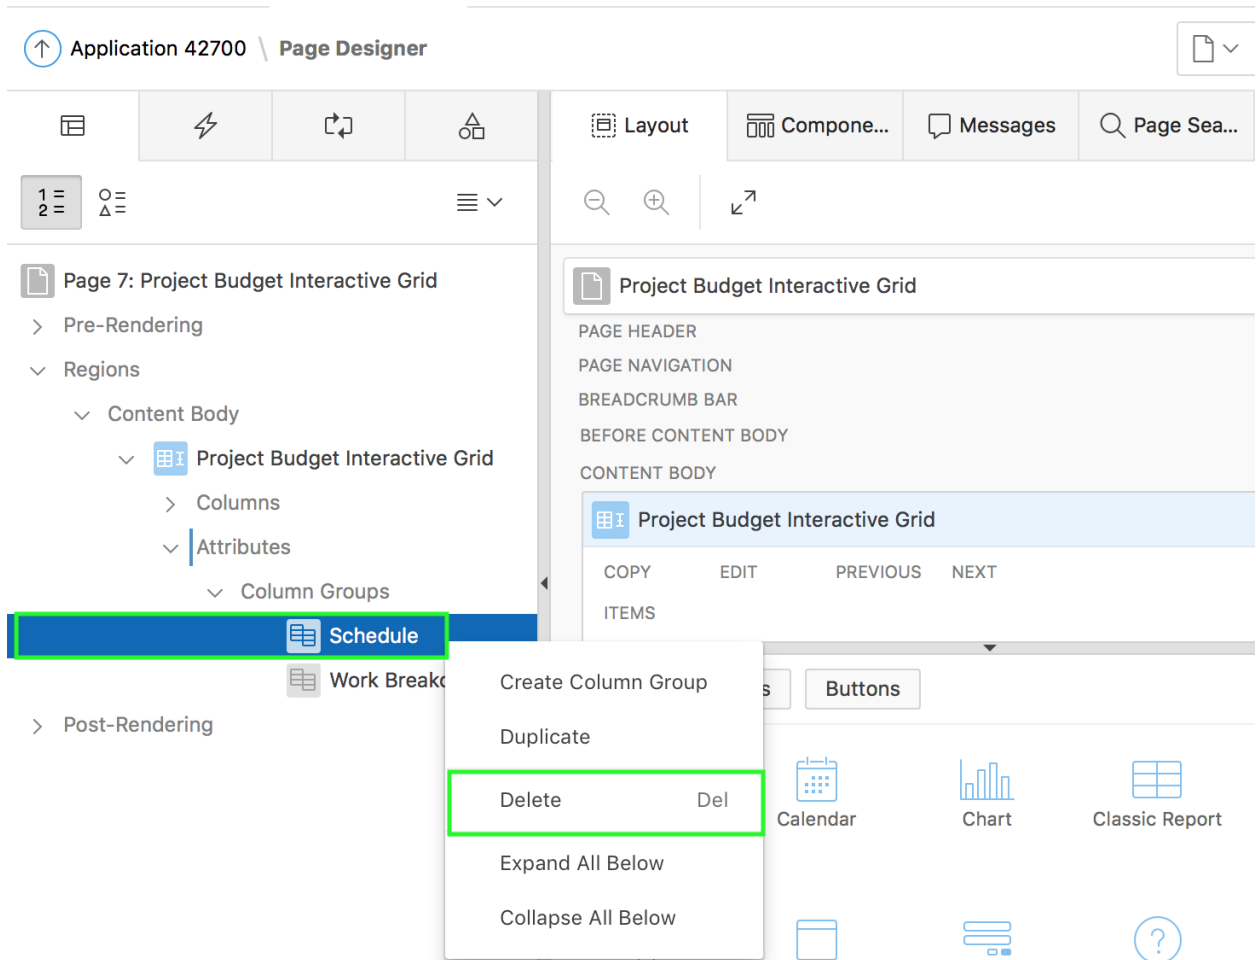 Application 42700 \ Page Designer
Layout
Compone...
Messages
Page Sea...
1
2
Page 7: Project Budget Interactive Grid
Pre-Rendering
Regions
Content Body
Project Budget Interactive Grid
Columns
Attributes
Column Groups
Schedule
Work Breakd
Post-Rendering
Project Budget Interactive Grid
PAGE HEADER
PAGE NAVIGATION
BREADCRUMB BAR
BEFORE CONTENT BODY
CONTENT BODY
Project Budget Interactive Grid
COPY EDIT PREVIOUS NEXT
ITEMS
Create Column Group
Duplicate
Delete Del
Expand All Below
Collapse All Below
s
Buttons
Calendar
Chart
Classic Report
?